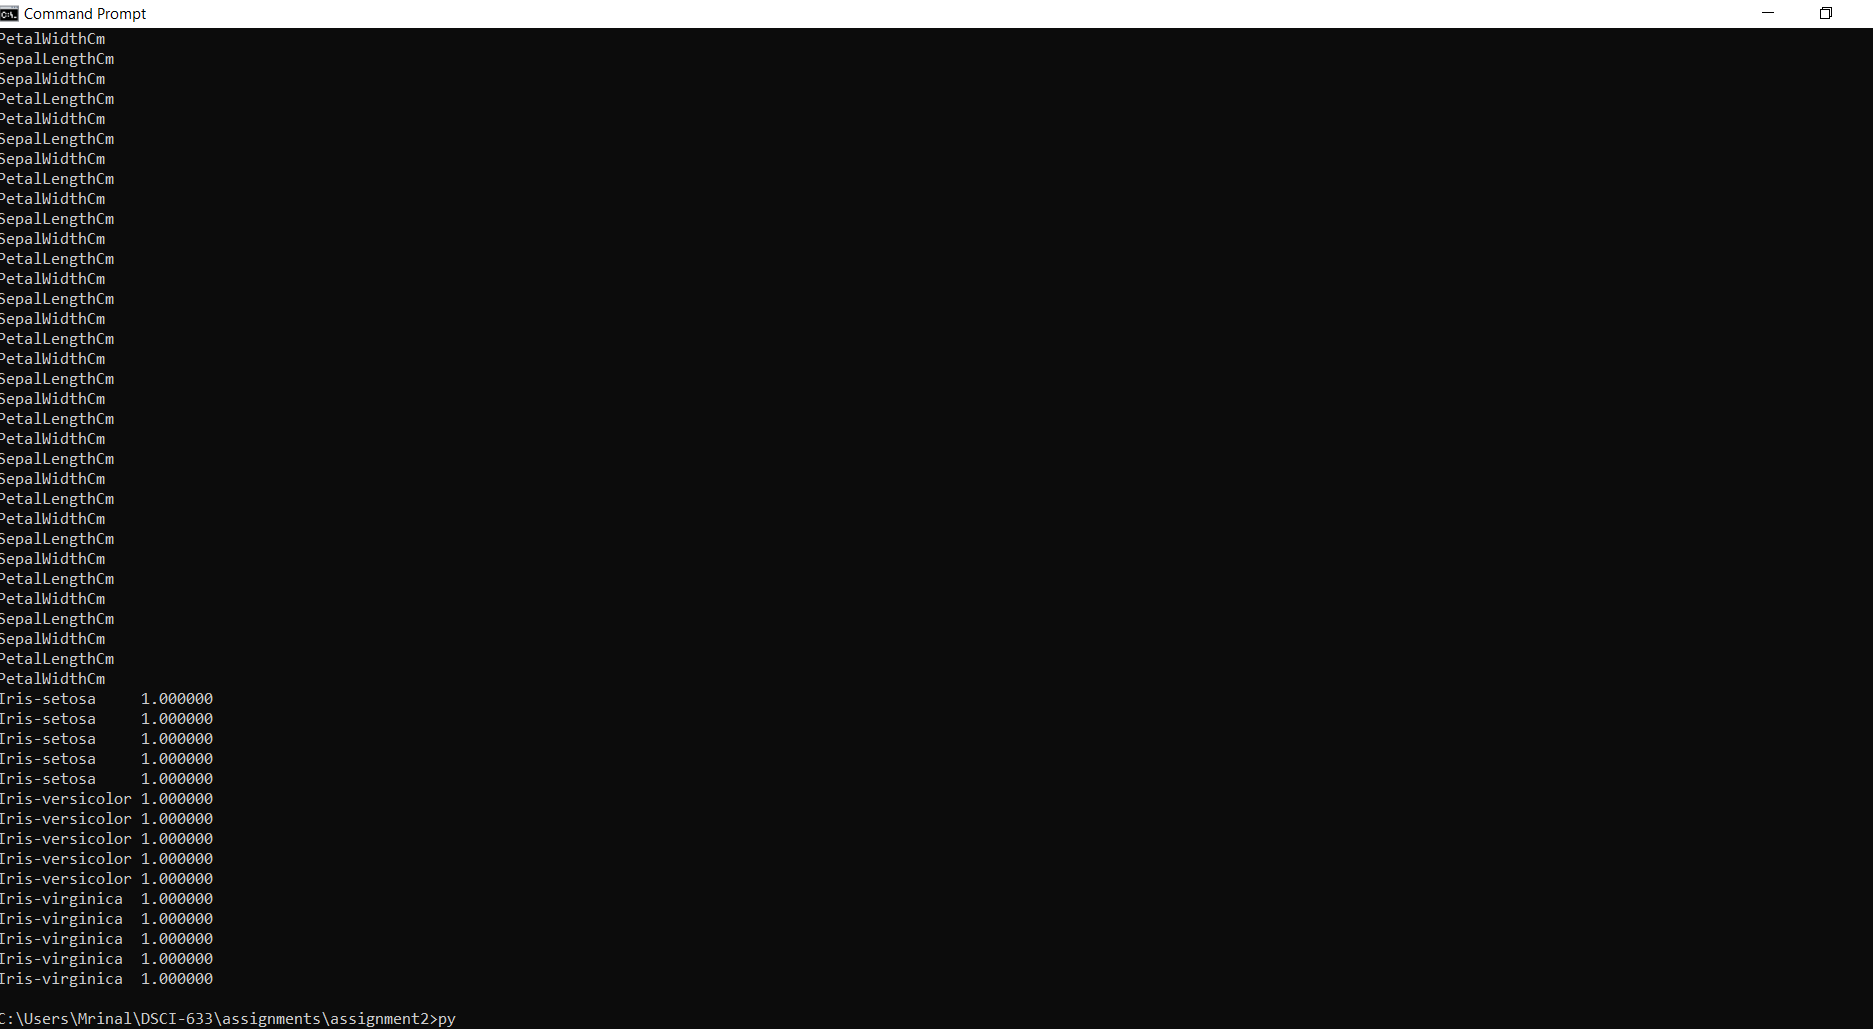 Command Prompt
PetalWidthCm
SepalLengthCm
SepalWidthCm
PetalLengthCm
PetalWidthCm
SepalLengthCm
SepalWidthCm
PetalLengthCm
PetalWidthCm
SepalLengthCm
SepalWidthCm
PetalLengthCm
PetalWidthCm
SepalLengthCm
SepalWidthCm
PetalLengthCm
PetalWidthCm
SepalLengthCm
SepalWidthCm
PetalLengthCm
PetalWidthCm
SepalLengthCm
SepalWidthCm
PetalLengthCm
PetalWidthCm
SepalLengthCm
SepalWidthCm
PetalLengthCm
PetalWidthCm
SepalLengthCm
SepalWidthCm
PetalLengthCm
PetalWidthCm
Iris-setosa     1.000000
Iris-setosa     1.000000
Iris-setosa     1.000000
Iris-setosa     1.000000
Iris-setosa     1.000000
Iris-versicolor 1.000000
Iris-versicolor 1.000000
Iris-versicolor 1.000000
Iris-versicolor 1.000000
Iris-versicolor 1.000000
Iris-virginica  1.000000
Iris-virginica  1.000000
Iris-virginica  1.000000
Iris-virginica  1.000000
Iris-virginica  1.000000
C:\Users\Mrinal\DSCI-633\assignments\assignment2>py